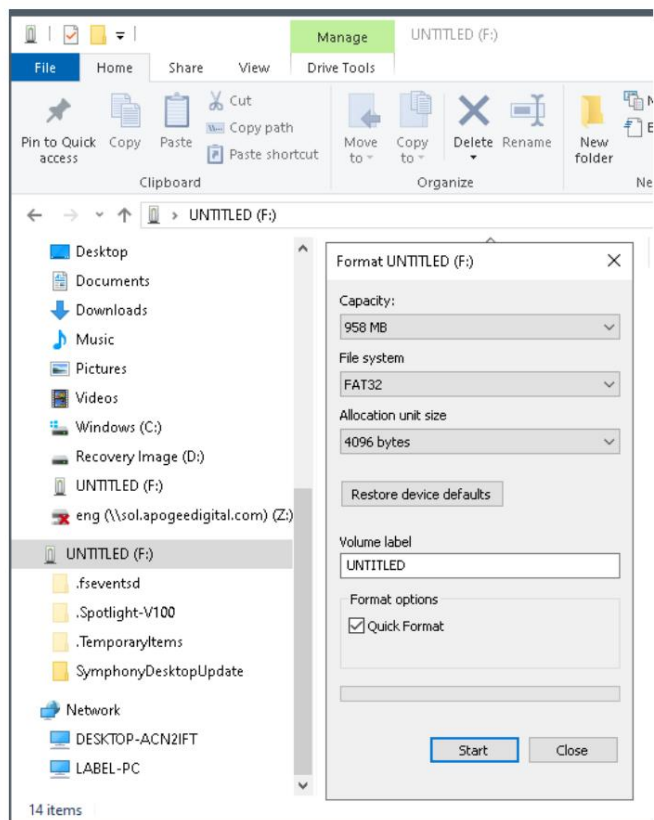 Manage UNTITLED (F:)
File Home Share View Drive Tools
Cut
Copy path
Paste shortcut
Pin to Quick access Copy Paste
Move to Copy to Delete Rename New folder
Clipboard Organize Ne
UNTITLED (F:)
Desktop
Documents
Downloads
Music
Pictures
Videos
Windows (C:)
Recovery Image (D:)
UNTITLED (F:)
eng (\\sol.apogeedigital.com) (Z:)
UNTITLED (F:)
.fseventsd
.Spotlight-V100
.TemporaryItems
SymphonyDesktopUpdate
Network
DESKTOP-ACN2IFT
LABEL-PC
14 items
Format UNTITLED (F:)
Capacity:
958 MB
File system
FAT32
Allocation unit size
4096 bytes
Restore device defaults
Volume label
UNTITLED
Format options
Quick Format
Start Close